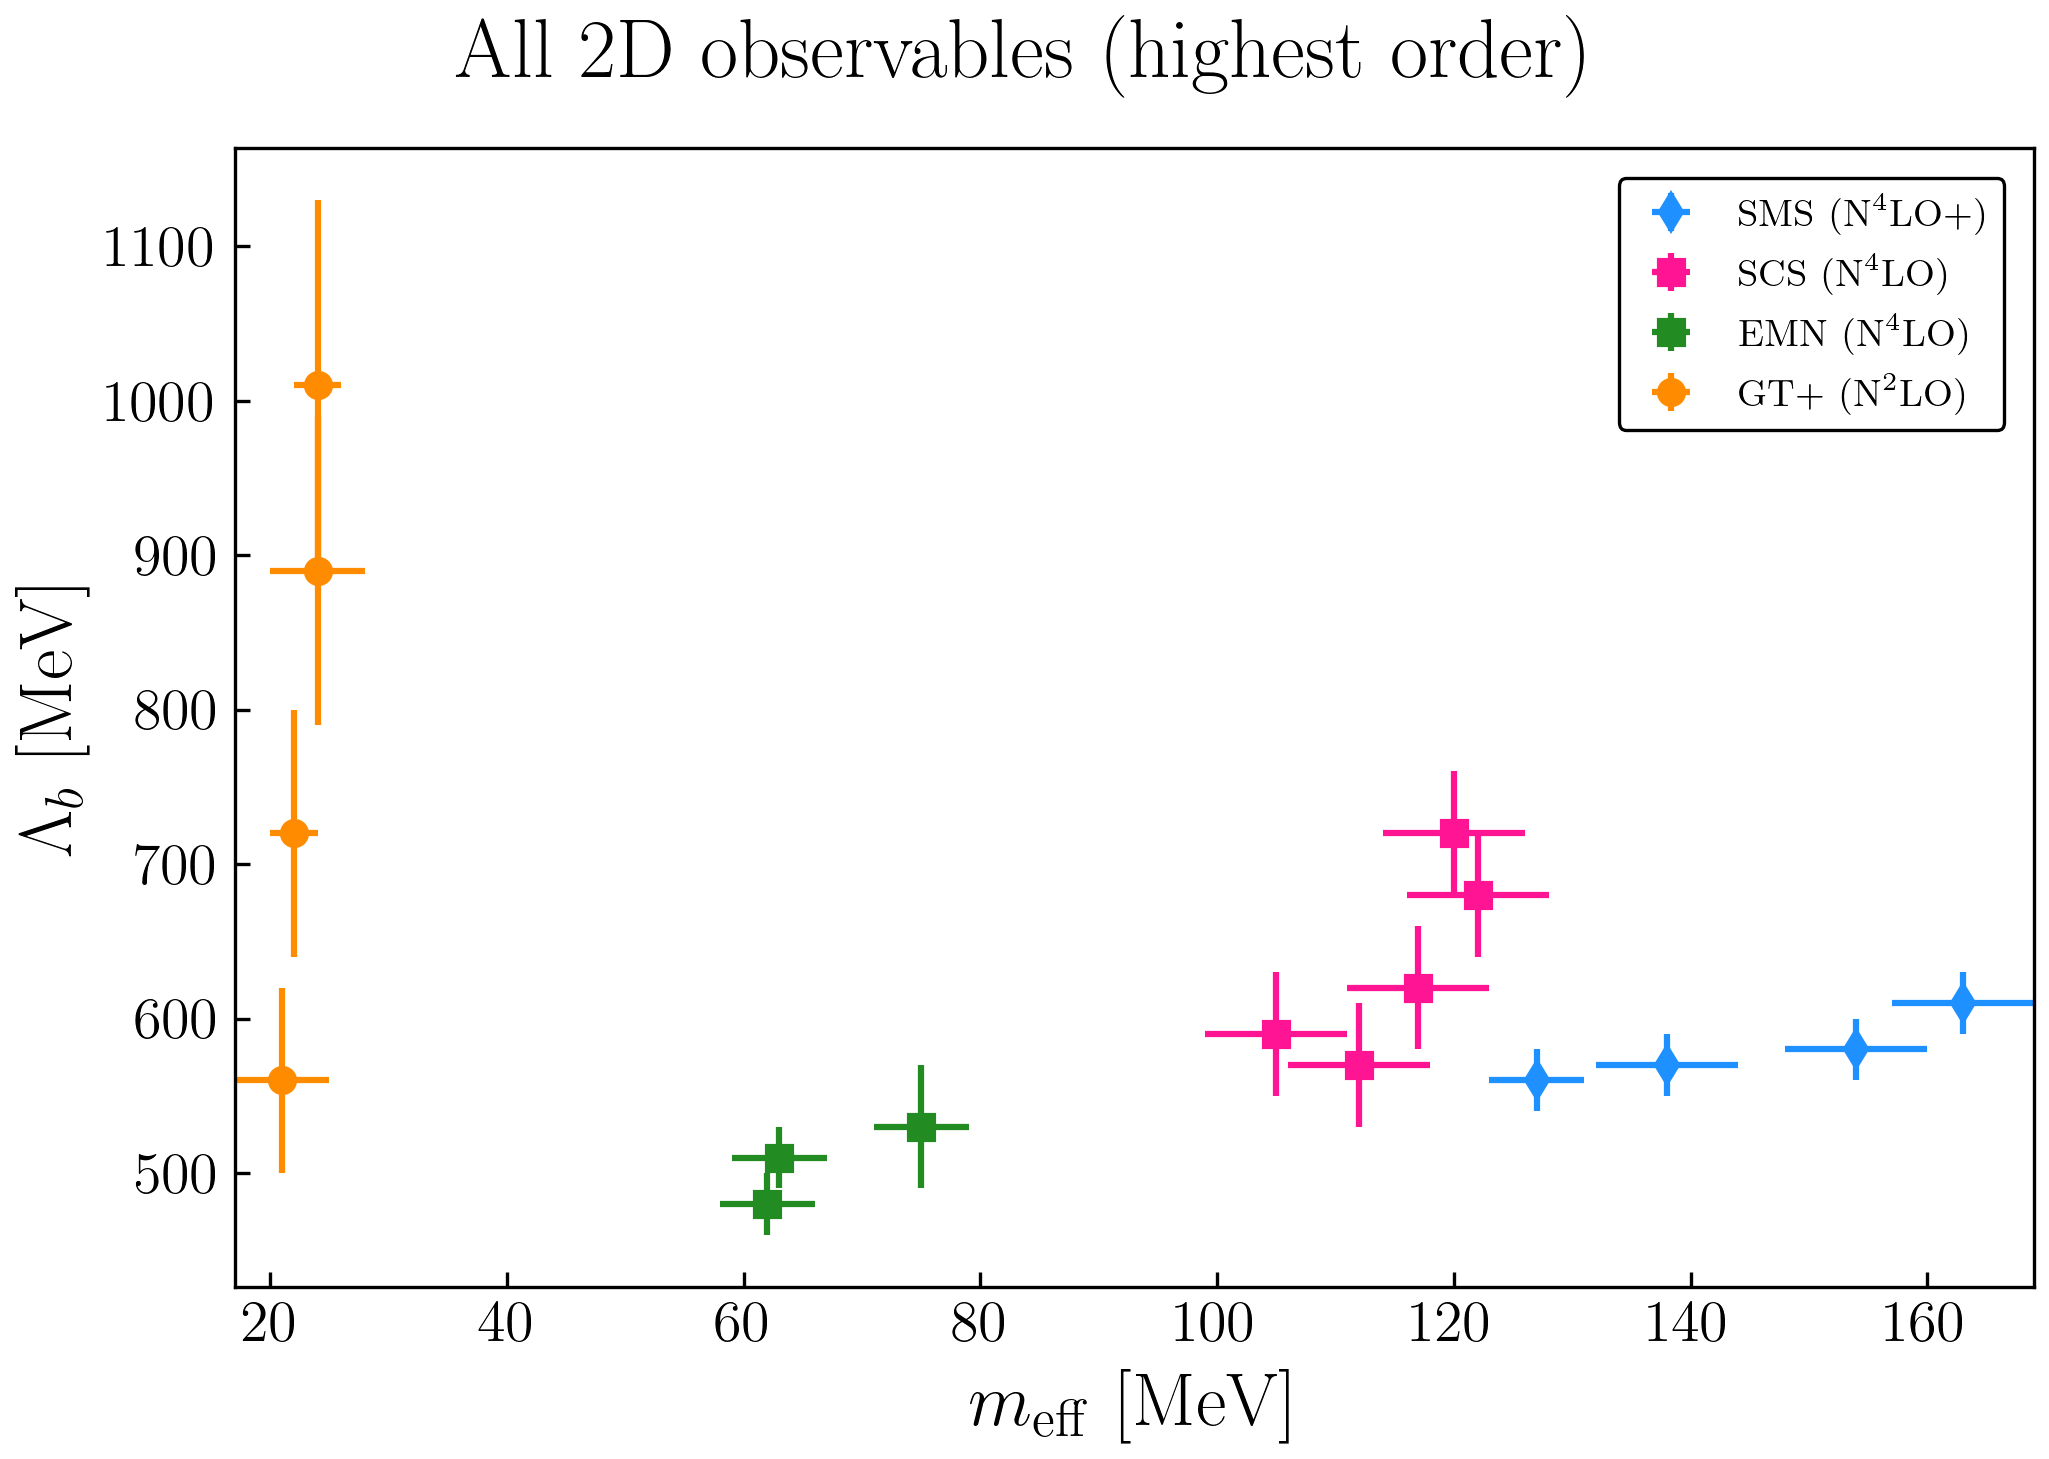 All 2D observables (highest order)
SMS (N⁴LO+)
SCS (N⁴LO)
EMN (N⁴LO)
GT+ (N²LO)
1100
1000
900
800
700
600
500
Λ_b [MeV]
20 40 60 80 100 120 140 160
m_eff [MeV]